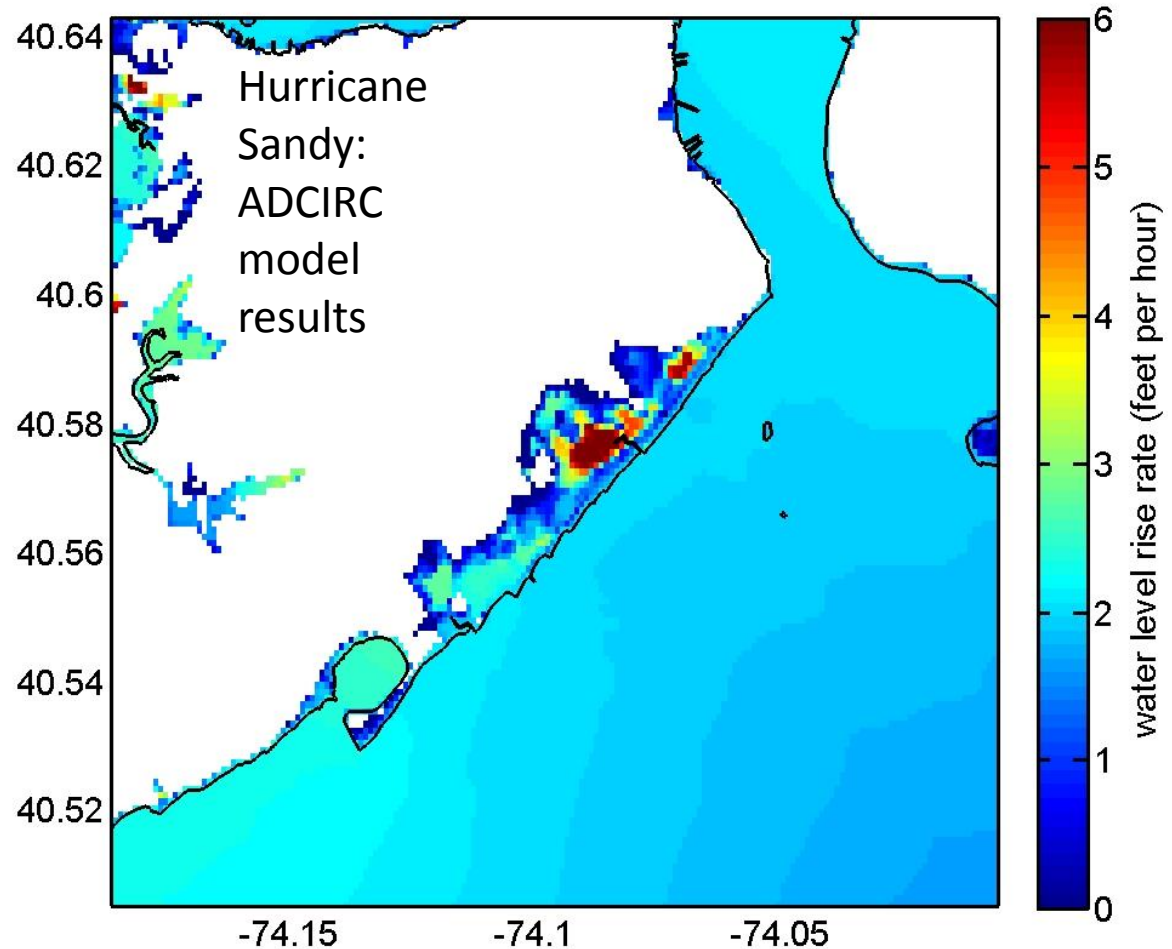 Hurricane
Sandy:
ADCIRC
model
results
40.64
40.62
40.6
40.58
40.56
40.54
40.52
-74.15
-74.1
-74.05
6
5
4
3
2
1
0
water level rise rate (feet per hour)